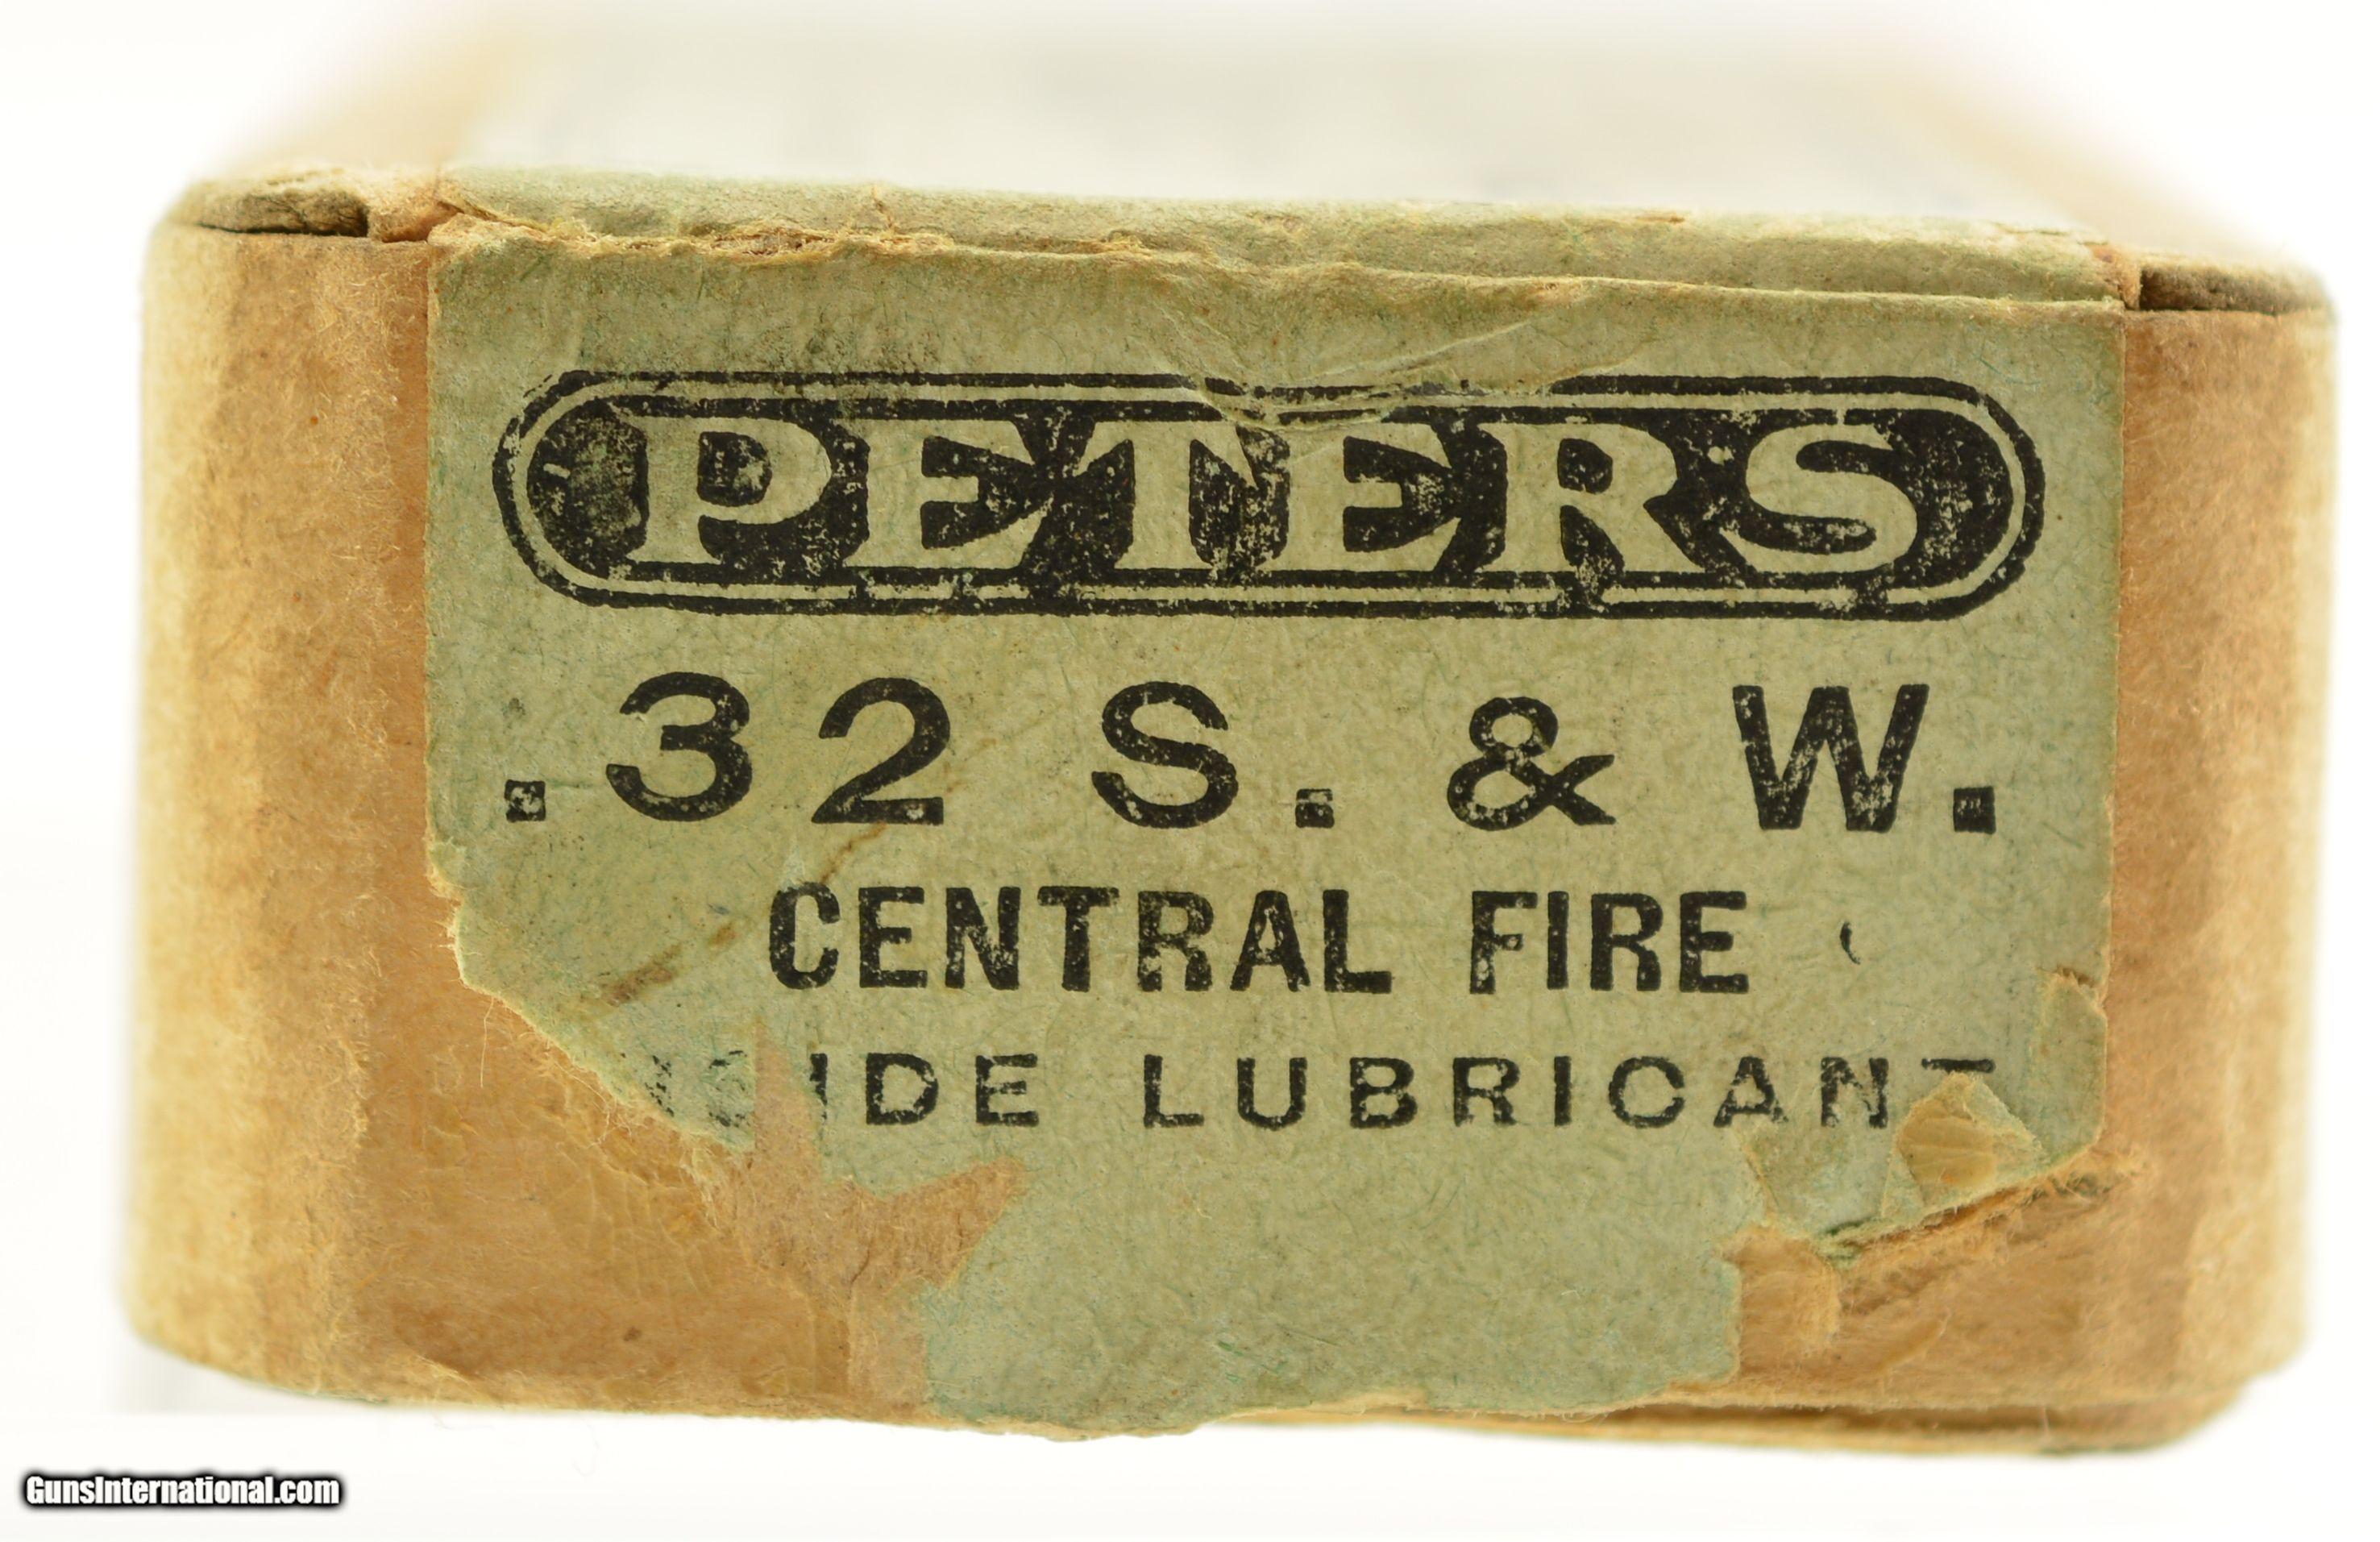 PETERS
.32 S. & W.
CENTRAL FIRE
LUBRICANT
GunsInternational.com